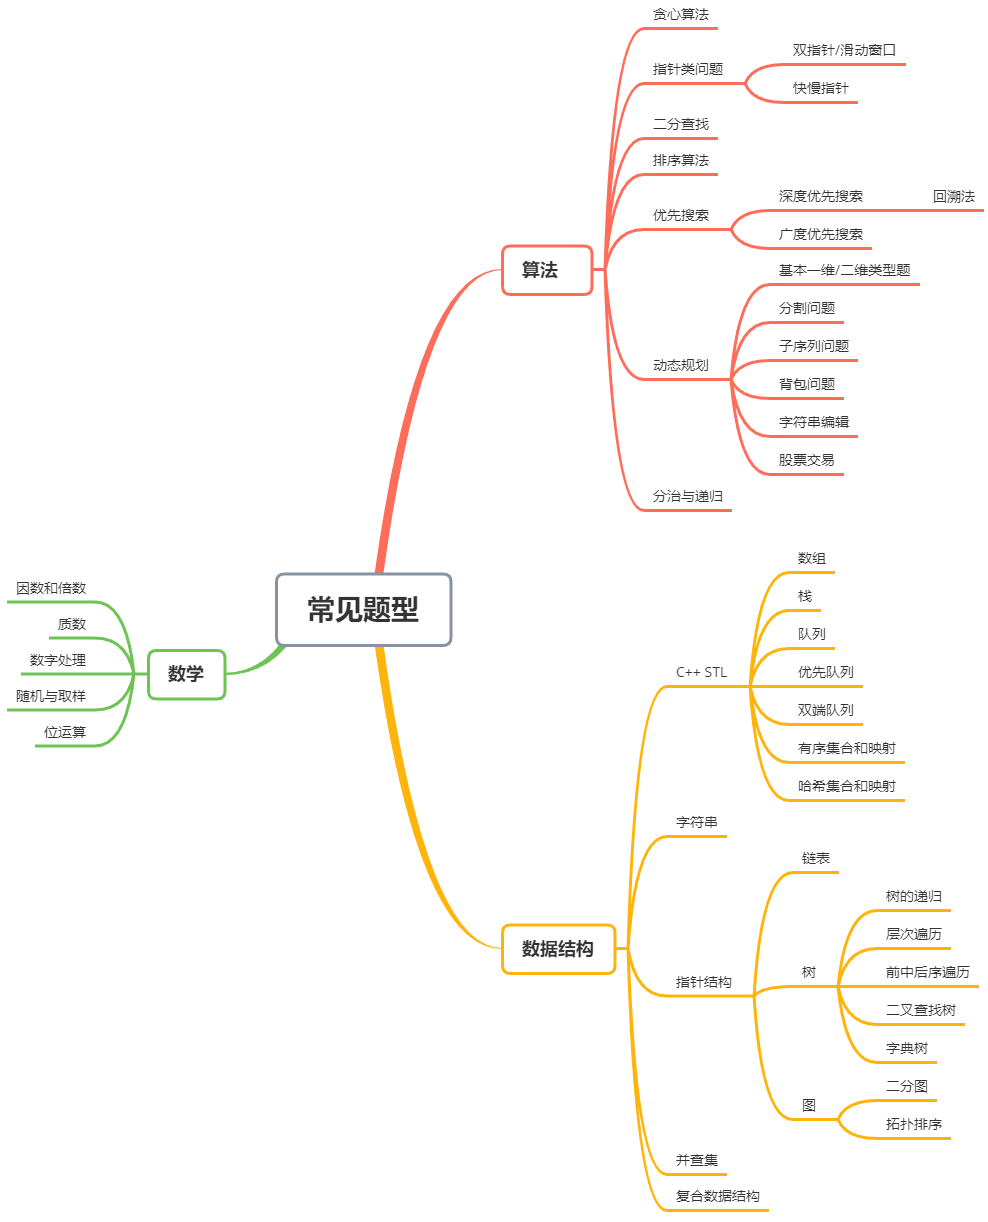 常见题型
算法
贪心算法
指针类问题
双指针/滑动窗口
快慢指针
二分查找
排序算法
优先搜索
深度优先搜索
回溯法
广度优先搜索
动态规划
基本一维/二维类型题
分割问题
子序列问题
背包问题
字符串编辑
股票交易
分治与递归
数学
因数和倍数
质数
数字处理
随机与取样
位运算
数据结构
C++ STL
数组
栈
队列
优先队列
双端队列
有序集合和映射
哈希集合和映射
字符串
指针结构
链表
树
树的递归
层次遍历
前中后序遍历
二叉查找树
字典树
图
二分图
拓扑排序
并查集
复合数据结构